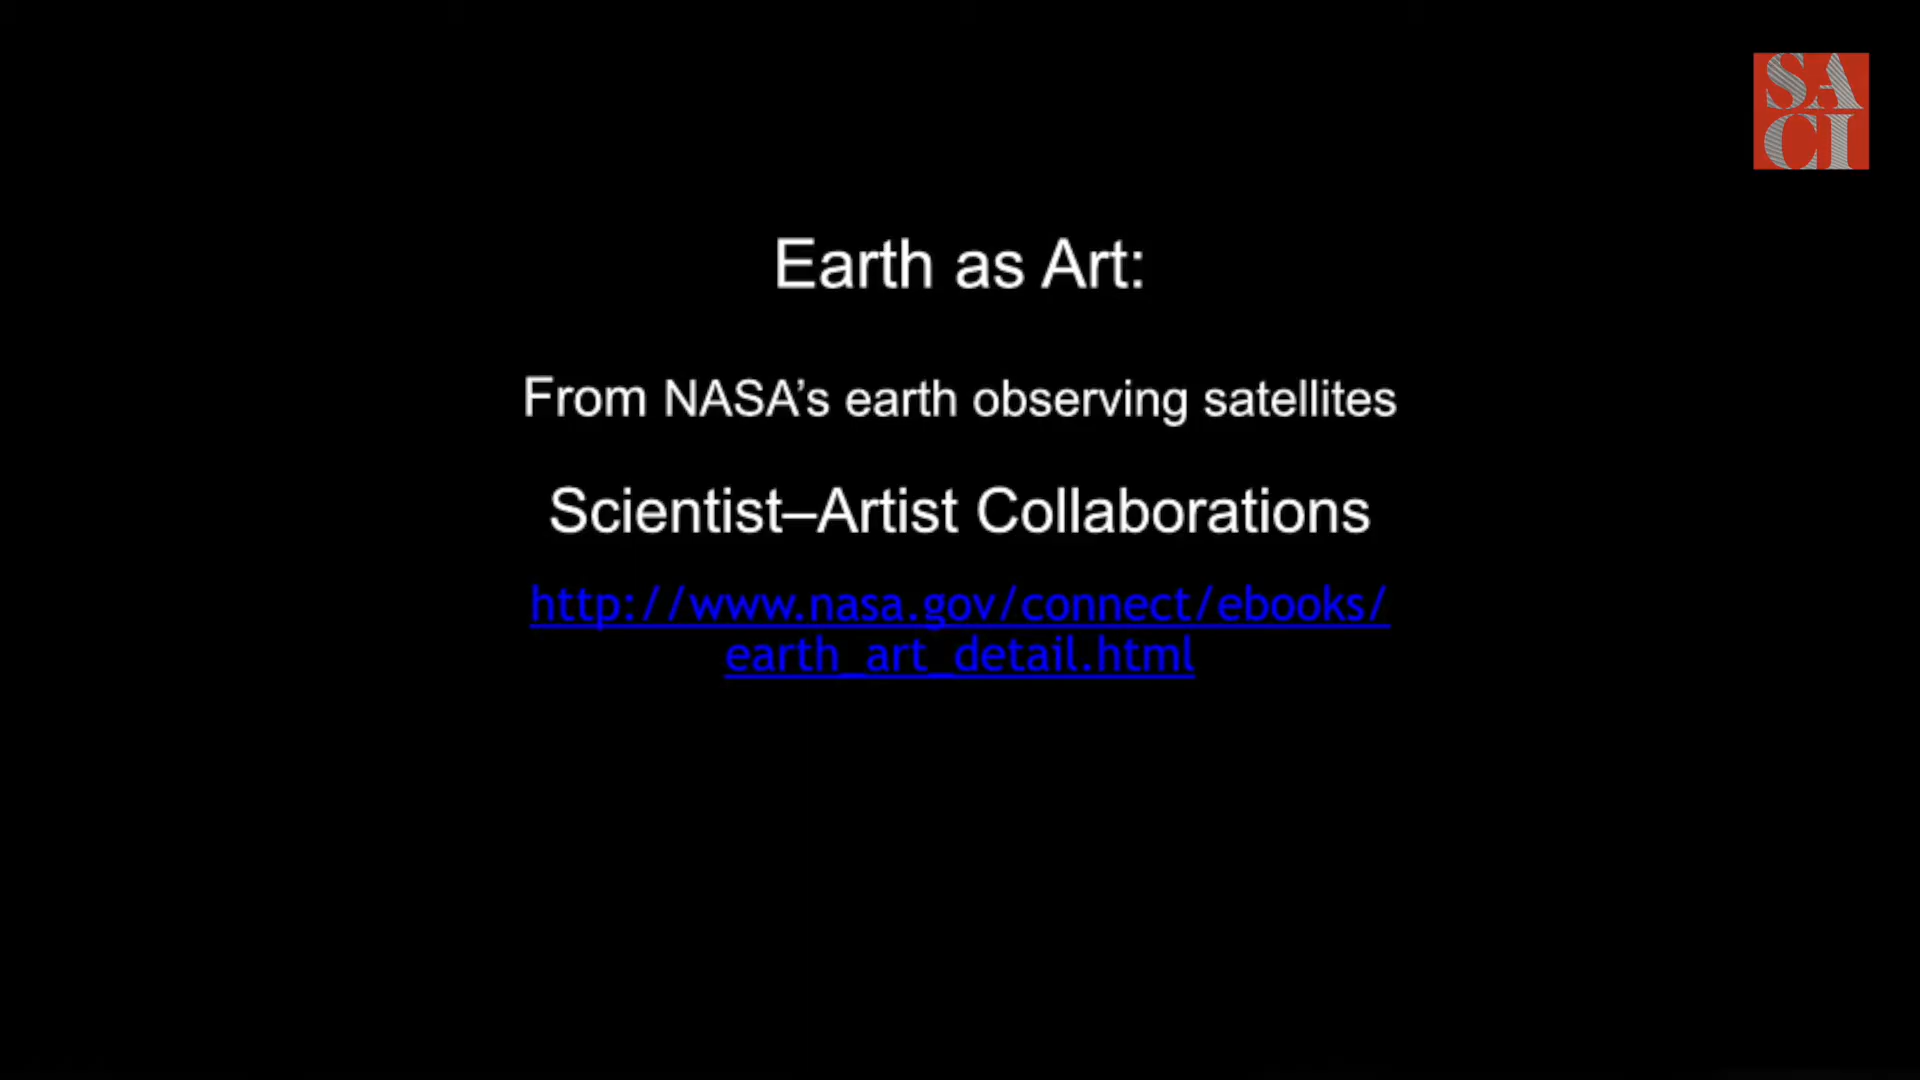 SA
CI
Earth as Art:
From NASA’s earth observing satellites
Scientist–Artist Collaborations
http://www.nasa.gov/connect/ebooks/
earth_art_detail.html